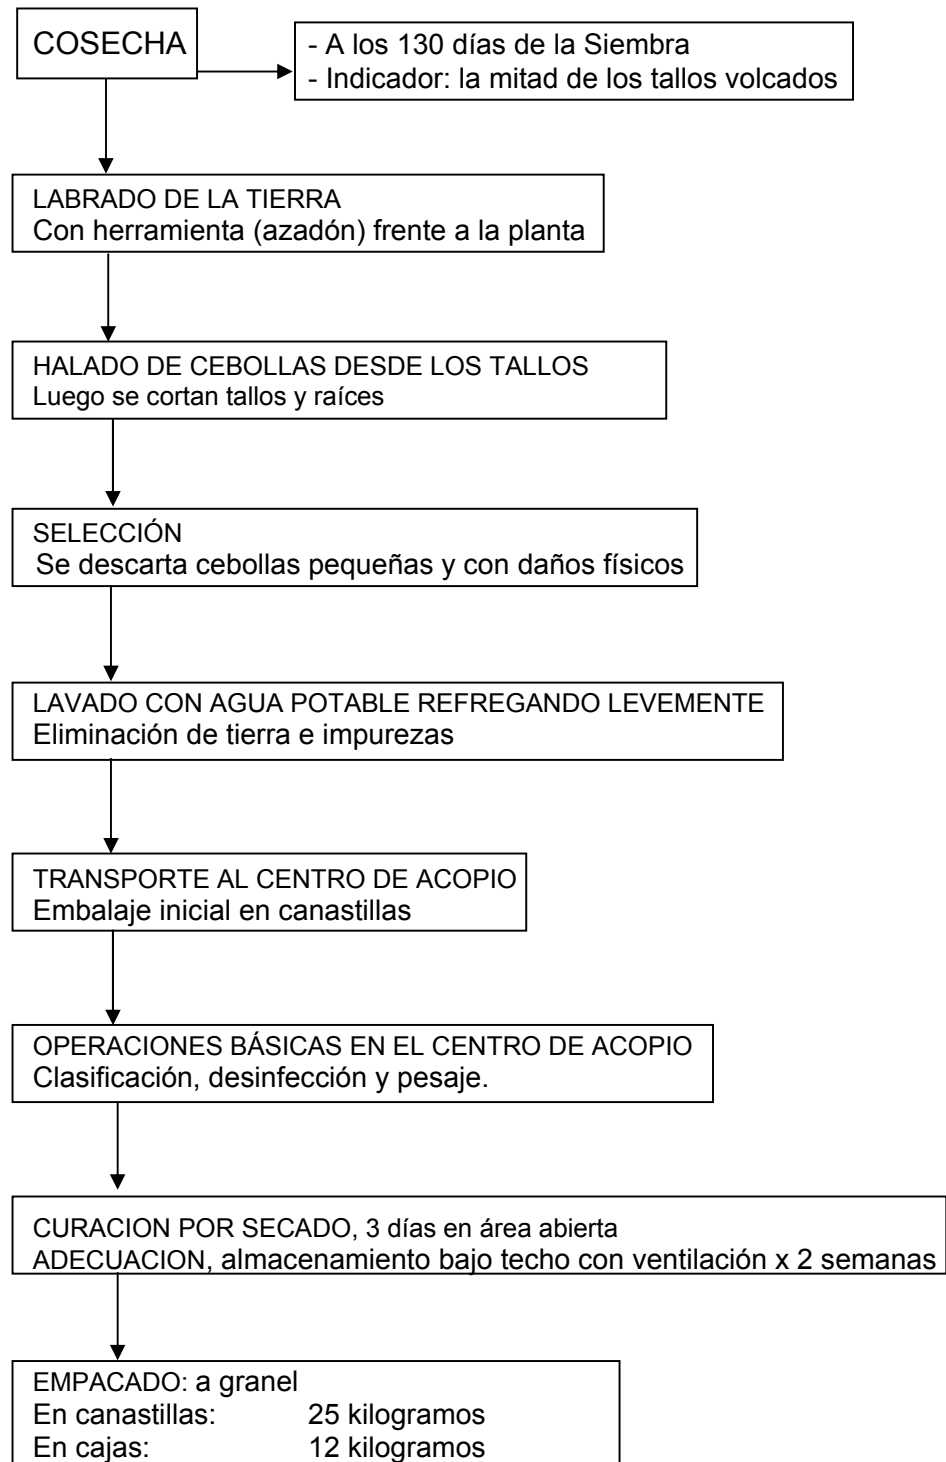 COSECHA
- A los 130 días de la Siembra
- Indicador: la mitad de los tallos volcados
LABRADO DE LA TIERRA
Con herramienta (azadón) frente a la planta
HALADO DE CEBOLLAS DESDE LOS TALLOS
Luego se cortan tallos y raíces
SELECCIÓN
Se descarta cebollas pequeñas y con daños físicos
LAVADO CON AGUA POTABLE REFREGANDO LEVEMENTE
Eliminación de tierra e impurezas
TRANSPORTE AL CENTRO DE ACOPIO
Embalaje inicial en canastillas
OPERACIONES BÁSICAS EN EL CENTRO DE ACOPIO
Clasificación, desinfección y pesaje.
CURACION POR SECADO, 3 días en área abierta
ADECUACION, almacenamiento bajo techo con ventilación x 2 semanas
EMPACADO: a granel
En canastillas: 25 kilogramos
En cajas: 12 kilogramos